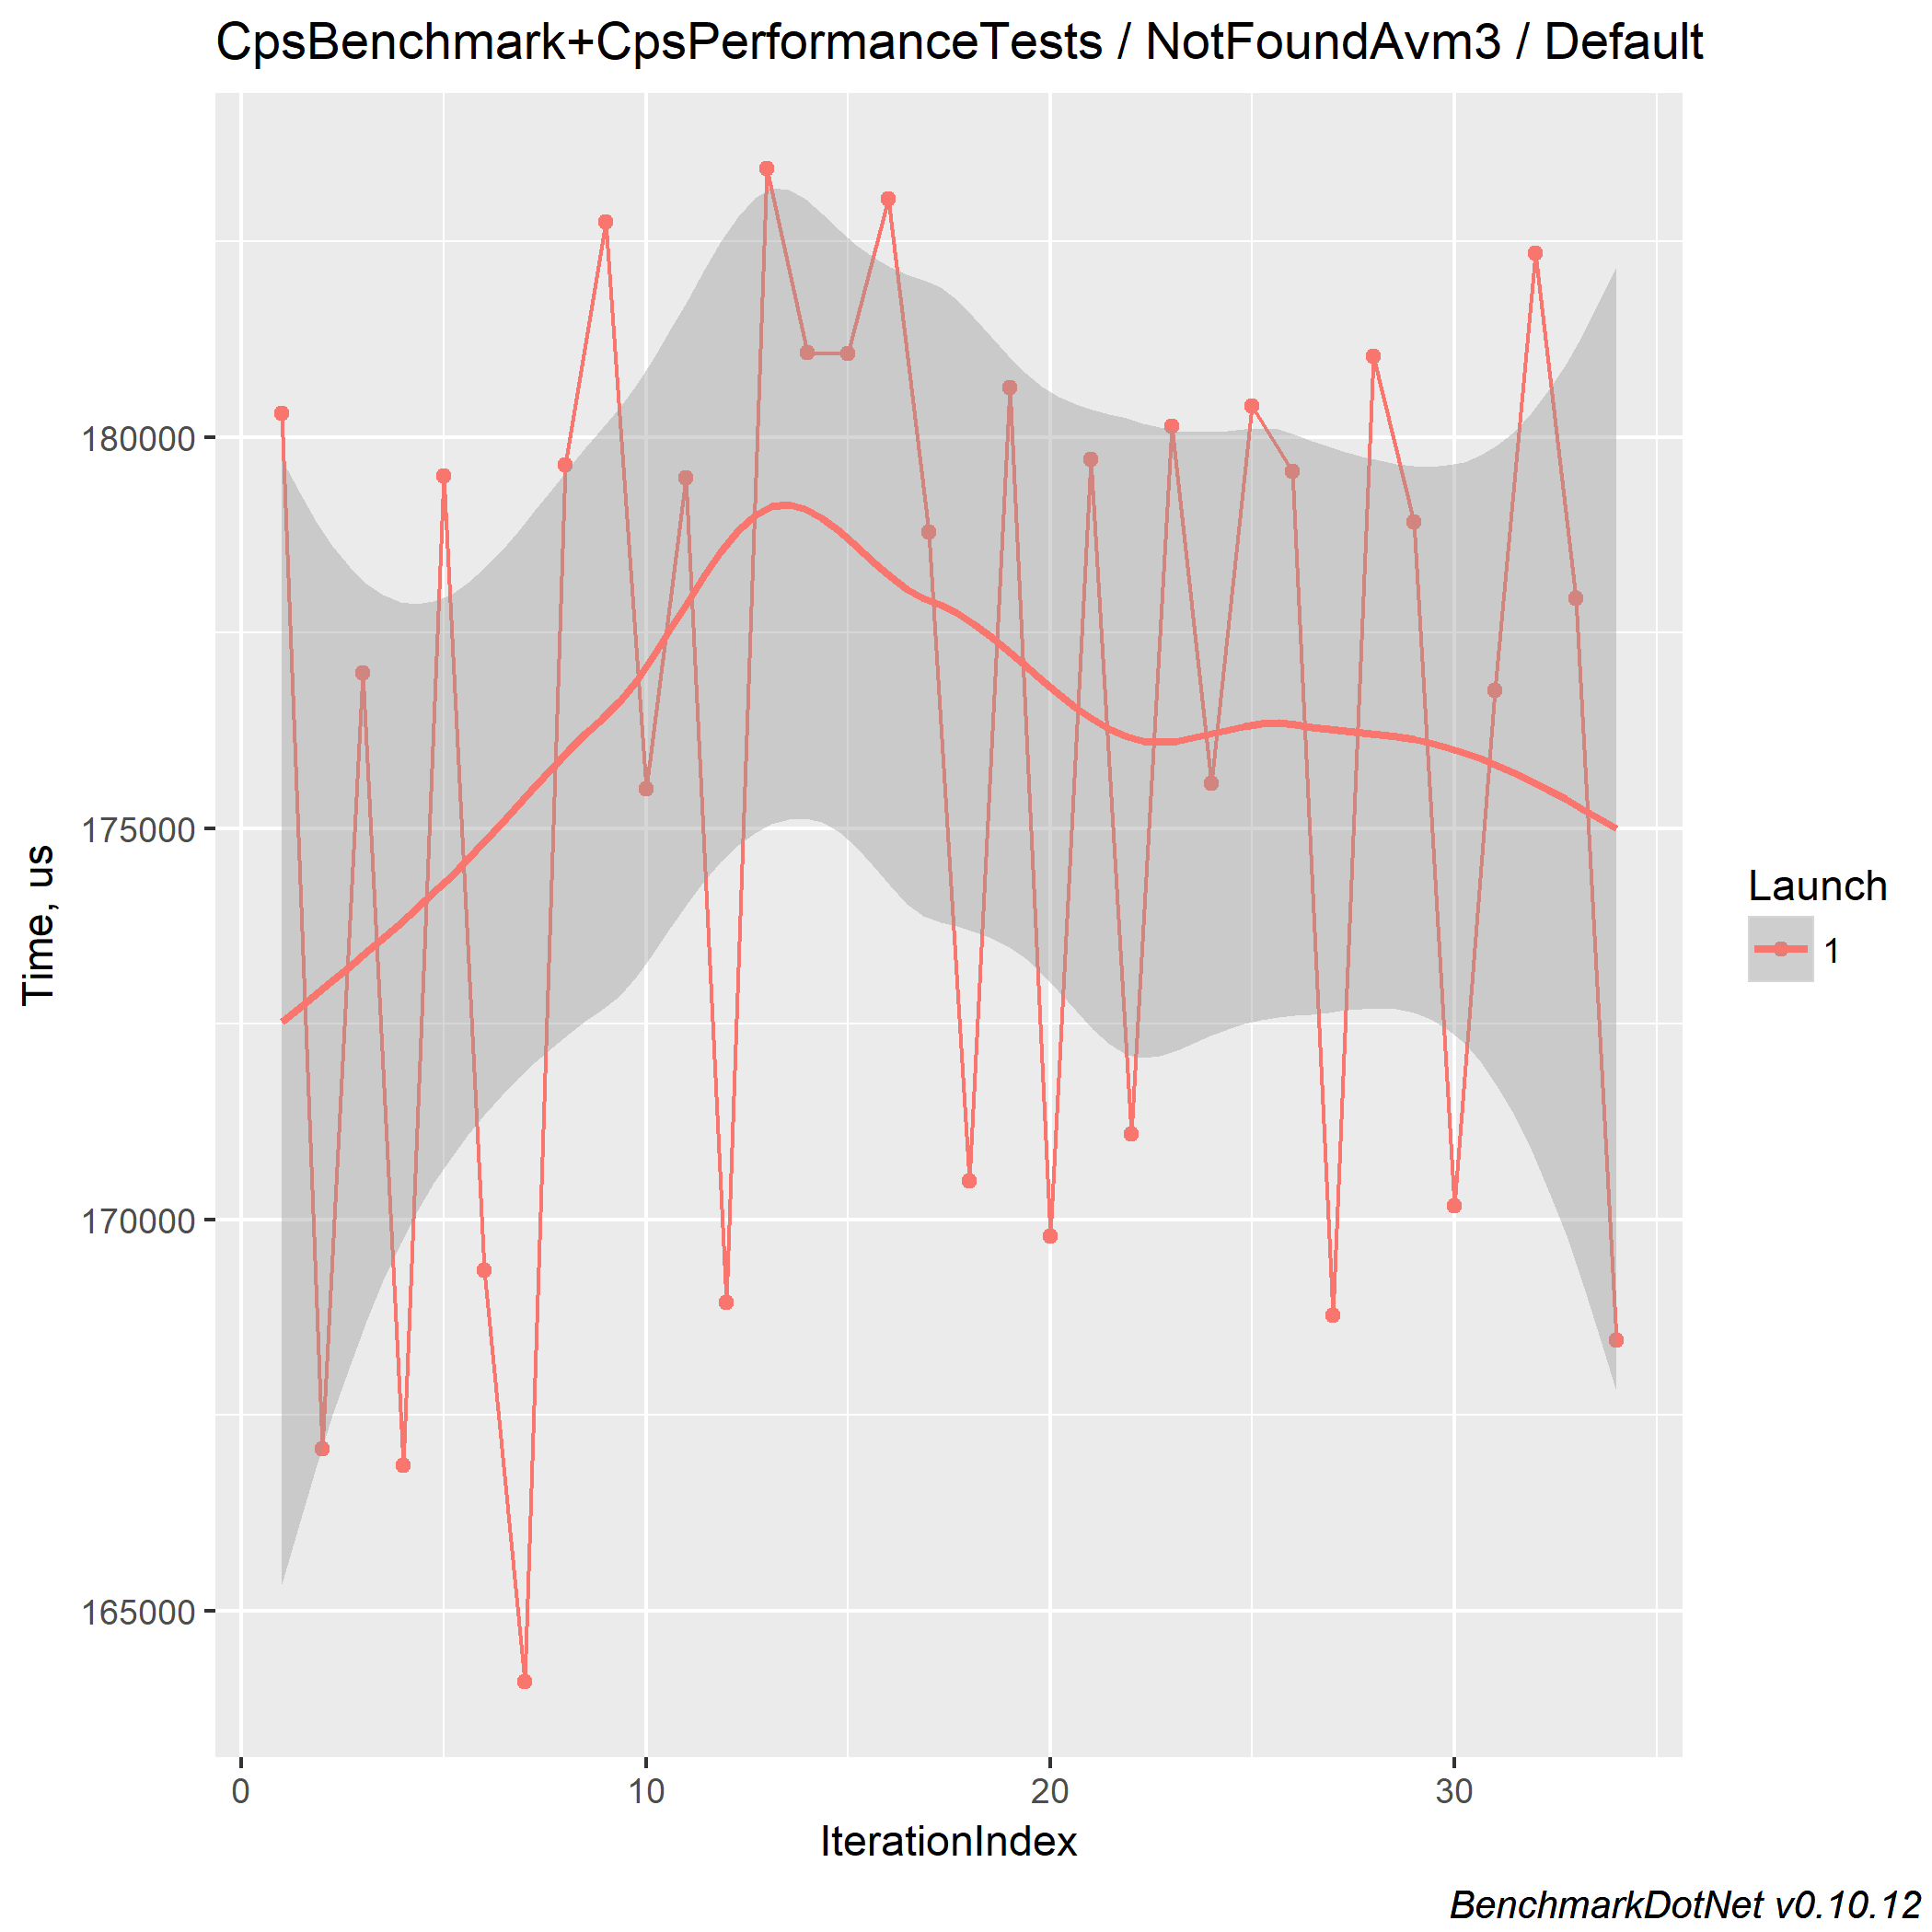 CpsBenchmark+CpsPerformanceTests / NotFoundAvm3 / Default
180000
175000
170000
165000
Time, us
0 10 20 30
IterationIndex
Launch
1
BenchmarkDotNet v0.10.12